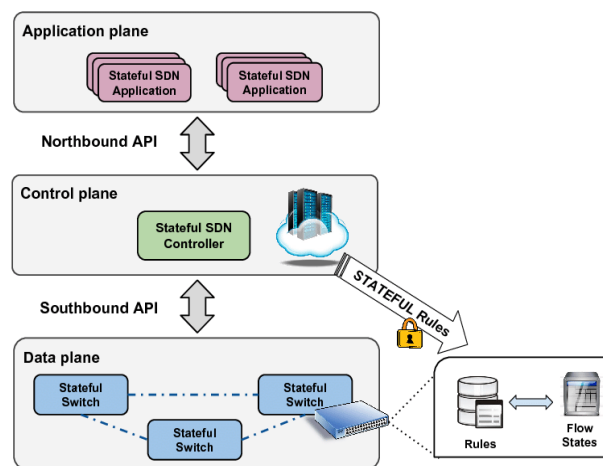 Application plane
Stateful SDN
Application
Stateful SDN
Application
Northbound API
Control plane
Stateful SDN
Controller
STATEFUL Rules
Southbound API
Data plane
Stateful
Switch
Stateful
Switch
Stateful
Switch
Rules
Flow
States